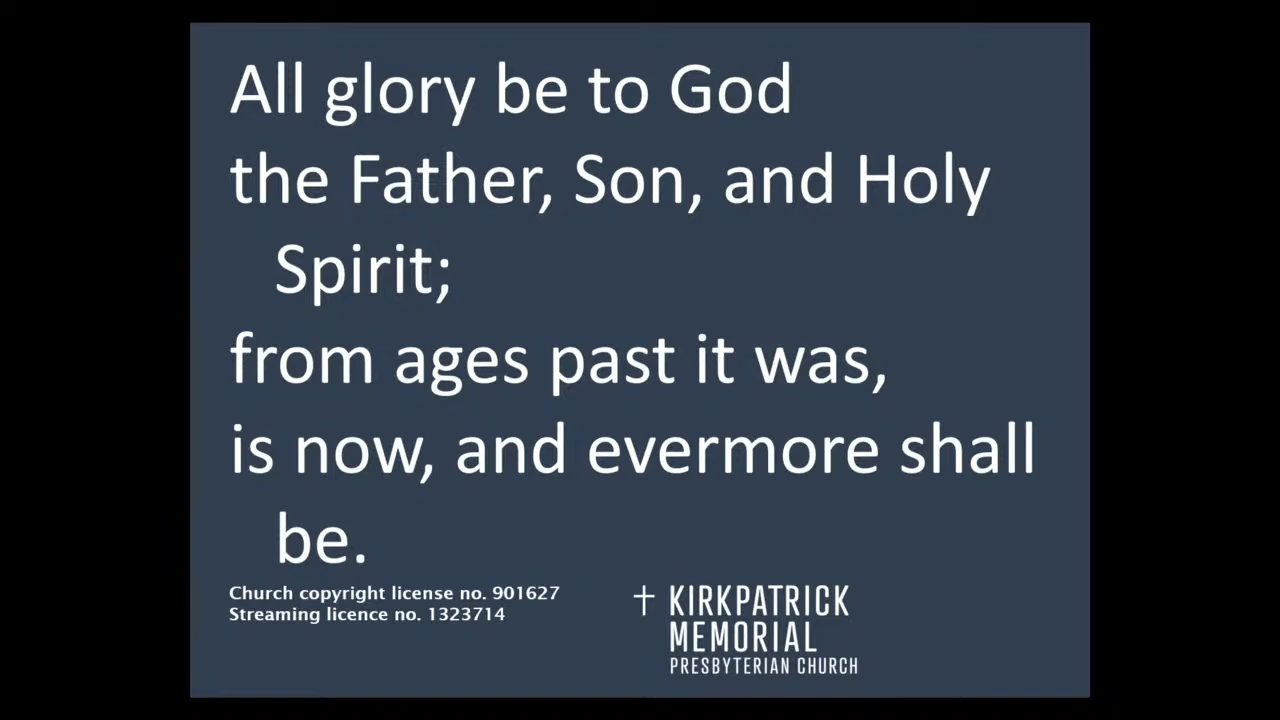 All glory be to God
the Father, Son, and Holy
Spirit;
from ages past it was,
is now, and evermore shall
be.
Church copyright license no. 901627
Streaming licence no. 1323714
KIRKPATRICK
MEMORIAL
PRESBYTERIAN CHURCH